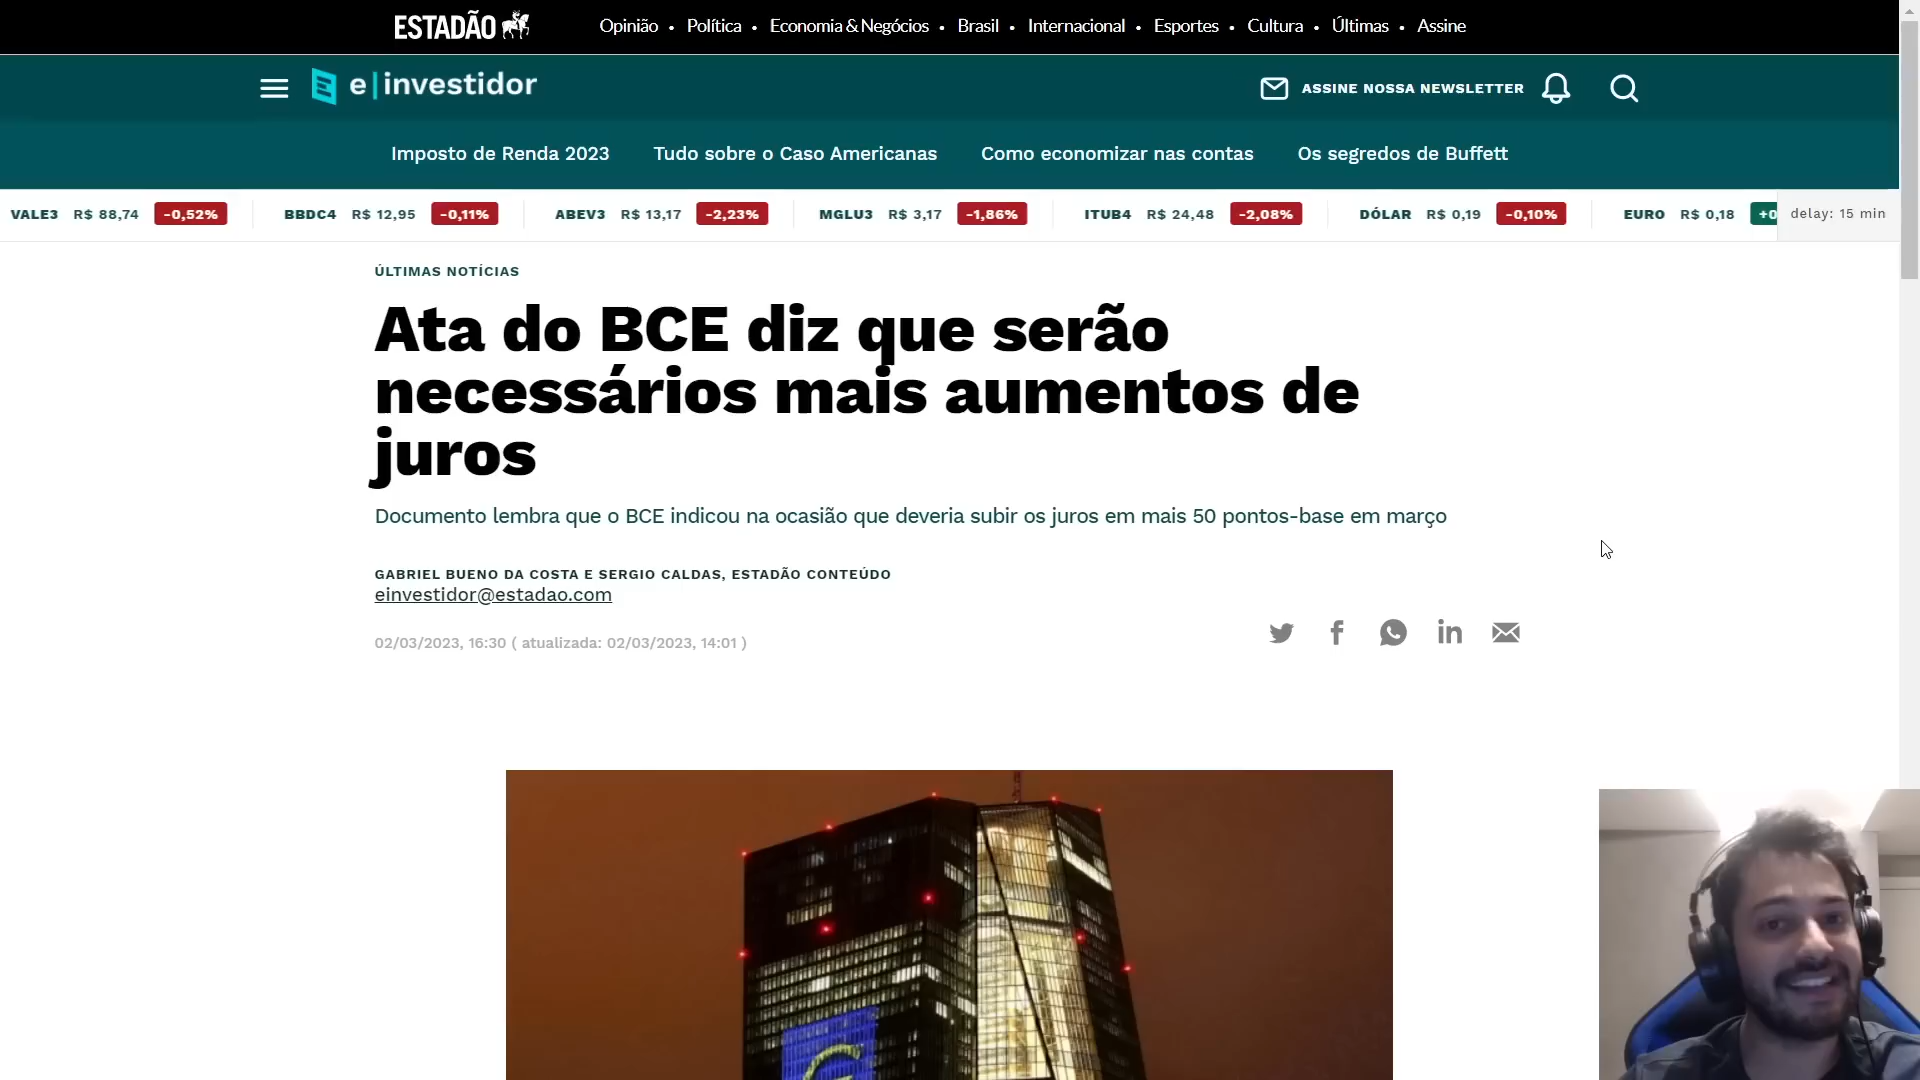 ESTADÃO
Opinião • Política • Economia & Negócios • Brasil • Internacional • Esportes • Cultura • Últimas • Assine
e|investidor
ASSINE NOSSA NEWSLETTER
Imposto de Renda 2023 Tudo sobre o Caso Americanas Como economizar nas contas Os segredos de Buffett
VALE3 R$ 88,74 -0,52% BBDC4 R$ 12,95 -0,11% ABEV3 R$ 13,17 -2,23% MGLU3 R$ 3,17 -1,86% ITUB4 R$ 24,48 -2,08% DÓLAR R$ 0,19 -0,10% EURO R$ 0,18 +0 delay: 15 min
ÚLTIMAS NOTÍCIAS
Ata do BCE diz que serão
necessários mais aumentos de
juros
Documento lembra que o BCE indicou na ocasião que deveria subir os juros em mais 50 pontos-base em março
GABRIEL BUENO DA COSTA E SERGIO CALDAS, ESTADÃO CONTEÚDO
einvestidor@estadao.com
02/03/2023, 16:30 ( atualizada: 02/03/2023, 14:01 )